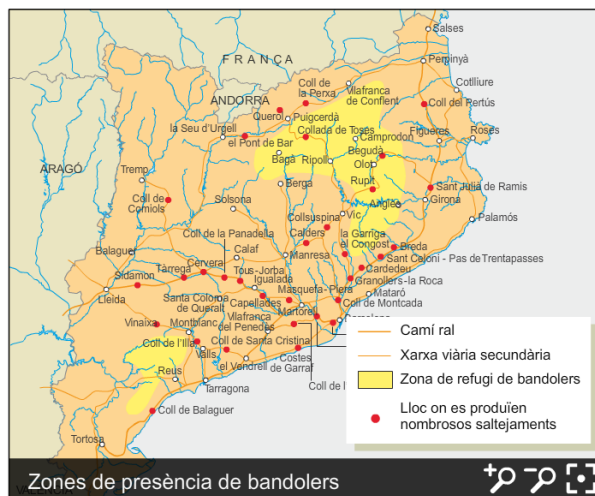 Salses
FRANÇA
Perpinyà
Coll de
la Perxa
Vilafranca
de Conflent
Cotlliure
ANDORRA
Querol
Puigcerdà
Coll del Pertús
la Seu d'Urgell
Collada de Toses
Figueres
Roses
el Pont de Bar
Camprodon
ARAGÓ
Bagà
Ripoll
Begudà
Olot
Tremp
Berga
Rupit
Sant Julià de Ramis
Coll de
Comiols
Solsona
Anglès
Girona
Collsuspina
Vic
Palamós
Coll de la Panadella
Calders
la Garriga
el Congost
Breda
Balaguer
Calaf
Manresa
Sant Celoni - Pas de Trentapasses
Cervera
Cardedeu
Sidamon
Tàrrega
Tous-Jorba
Igualada
Granollers-la Roca
Lleida
Masquefa-Piera
Mataró
Santa Coloma
de Queralt
Capellades
Martorell
Coll de Montcada
Vinaixa
Montblanc
Vilafranca
del Penedès
Coll de l'Illa
Valls
Coll de Santa Cristina
Reus
el Vendrell
Costes
de Garraf
Tarragona
Coll de Balaguer
Tortosa
Camí ral
Xarxa viària secundària
Zona de refugi de bandolers
Lloc on es produïen
nombrosos saltejaments
Zones de presència de bandolers